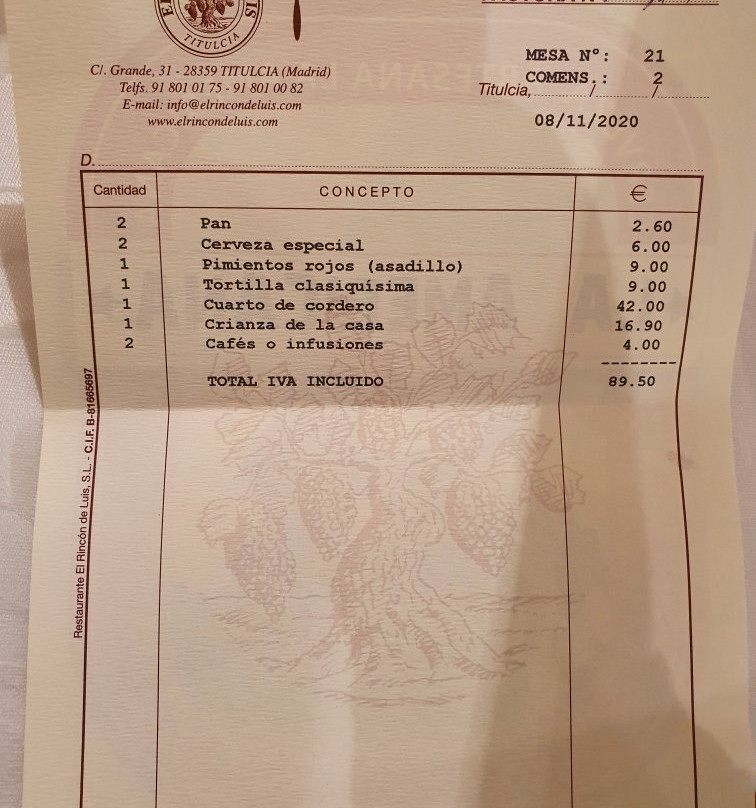 TITULCIA
C/. Grande, 31 - 28359 TITULCIA (Madrid)
Telfs. 91 801 01 75 - 91 801 00 82
E-mail: info@elrincondeluis.com
www.elrincondeluis.com
MESA Nº: 21
COMENS.: 2
Titulcia, / /
08/11/2020
D.
Cantidad CONCEPTO €
2 Pan 2.60
2 Cerveza especial 6.00
1 Pimientos rojos (asadillo) 9.00
1 Tortilla clasiquísima 9.00
1 Cuarto de cordero 42.00
1 Crianza de la casa 16.90
2 Cafés o infusiones 4.00
--------
TOTAL IVA INCLUIDO 89.50
Restaurante El Rincón de Luis, S.L. - C.I.F. B-81665697